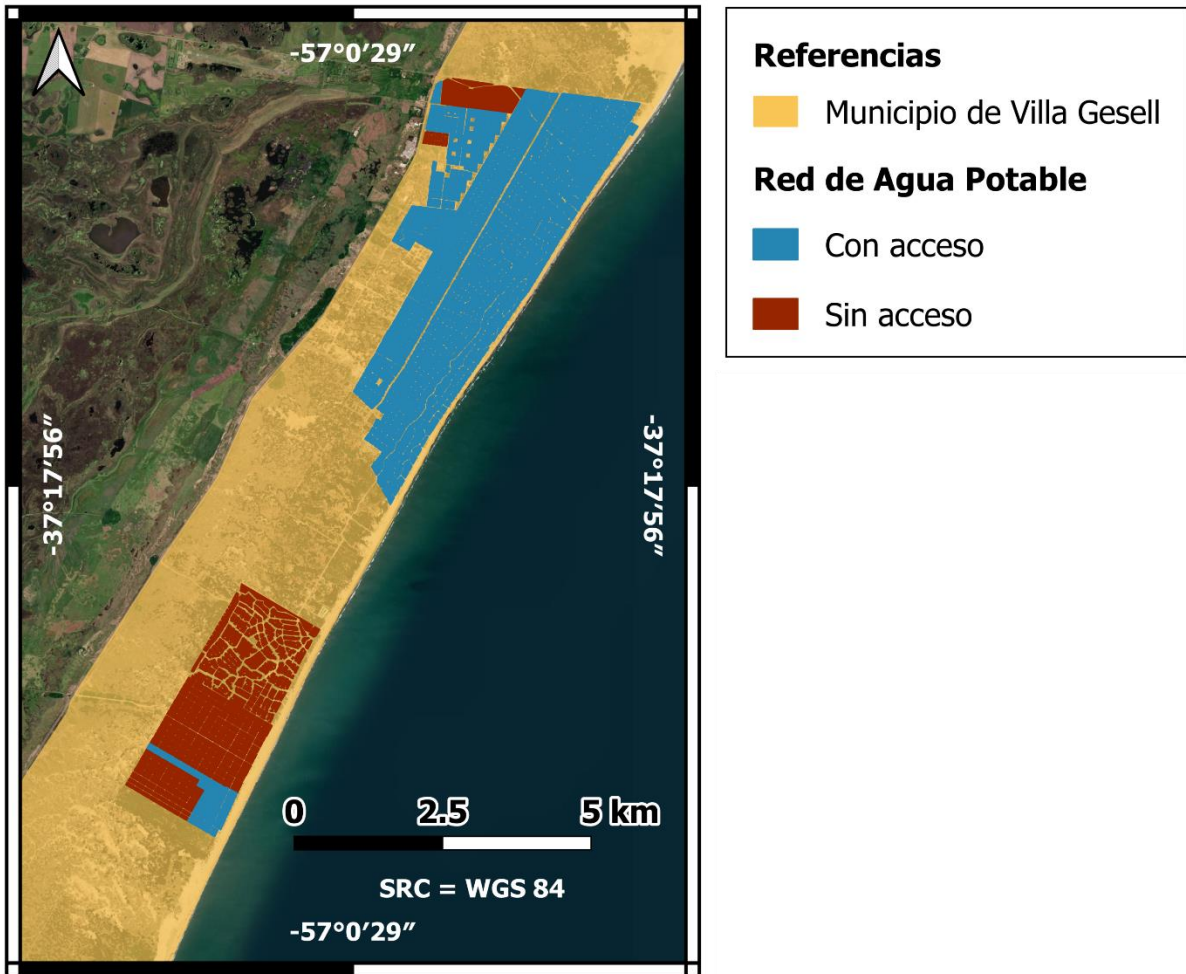 -57°0′29″
-37°17′56″
-37°17′56″
0 2.5 5 km
SRC = WGS 84
-57°0′29″
Referencias
Municipio de Villa Gesell
Red de Agua Potable
Con acceso
Sin acceso